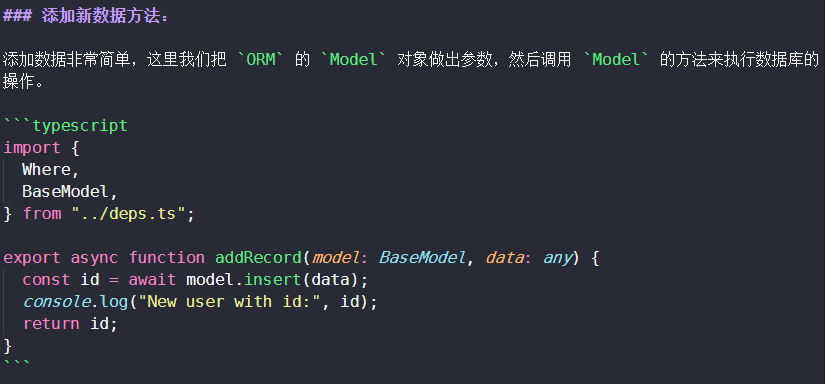 ### 添加新数据方法：
添加数据非常简单，这里我们把 `ORM` 的 `Model` 对象做出参数，然后调用 `Model` 的方法来执行数据库的
操作。
```typescript
import {
  Where,
  BaseModel,
} from "../deps.ts";
export async function addRecord(model: BaseModel, data: any) {
  const id = await model.insert(data);
  console.log("New user with id:", id);
  return id;
}
```